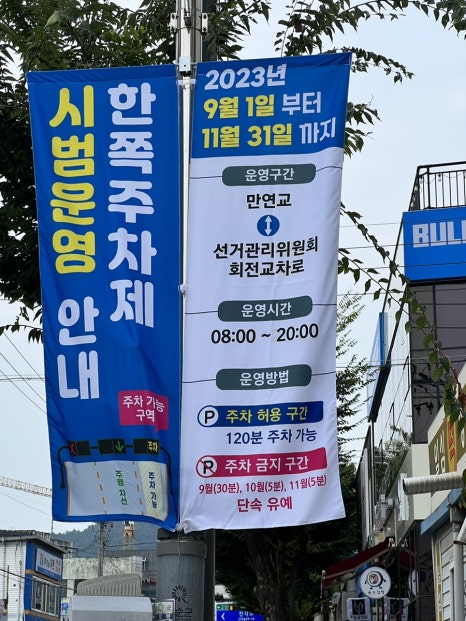 한쪽주차제
시범운영 안내
주차 가능
구역
주차
주행 차선
주차 가능
2023년
9월 1일 부터
11월 31일 까지
운영구간
만연교
선거관리위원회
회전교차로
운영시간
08:00 ~ 20:00
운영방법
P 주차 허용 구간
120분 주차 가능
P 주차 금지 구간
9월(30분), 10월(5분), 11월(5분)
단속 유예
BULL